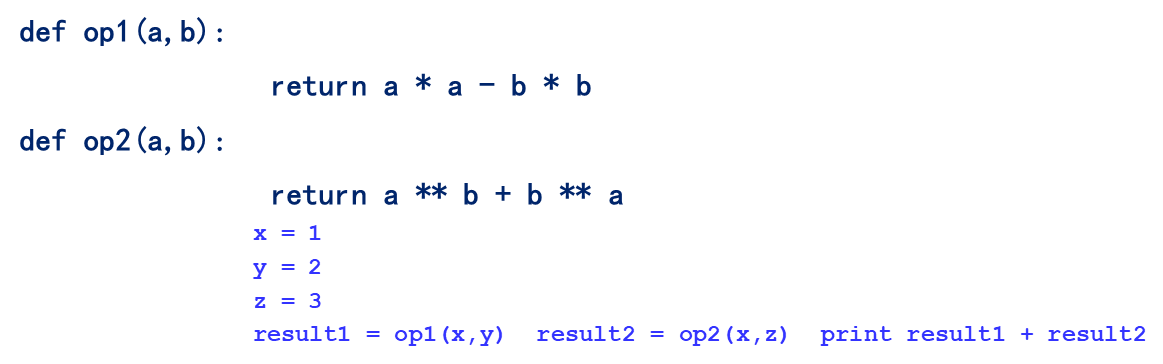 def op1(a,b):
return a * a - b * b
def op2(a,b):
return a ** b + b ** a
x = 1
y = 2
z = 3
result1 = op1(x,y)  result2 = op2(x,z)  print result1 + result2